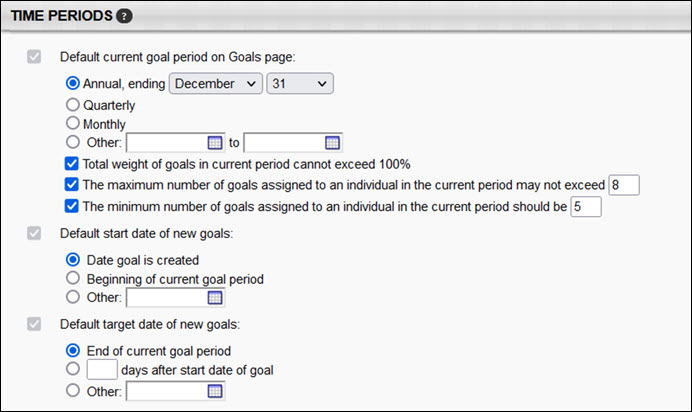 TIME PERIODS ?
Default current goal period on Goals page:
Annual, ending December 31
Quarterly
Monthly
Other: to
Total weight of goals in current period cannot exceed 100%
The maximum number of goals assigned to an individual in the current period may not exceed 8
The minimum number of goals assigned to an individual in the current period should be 5
Default start date of new goals:
Date goal is created
Beginning of current goal period
Other:
Default target date of new goals:
End of current goal period
days after start date of goal
Other: